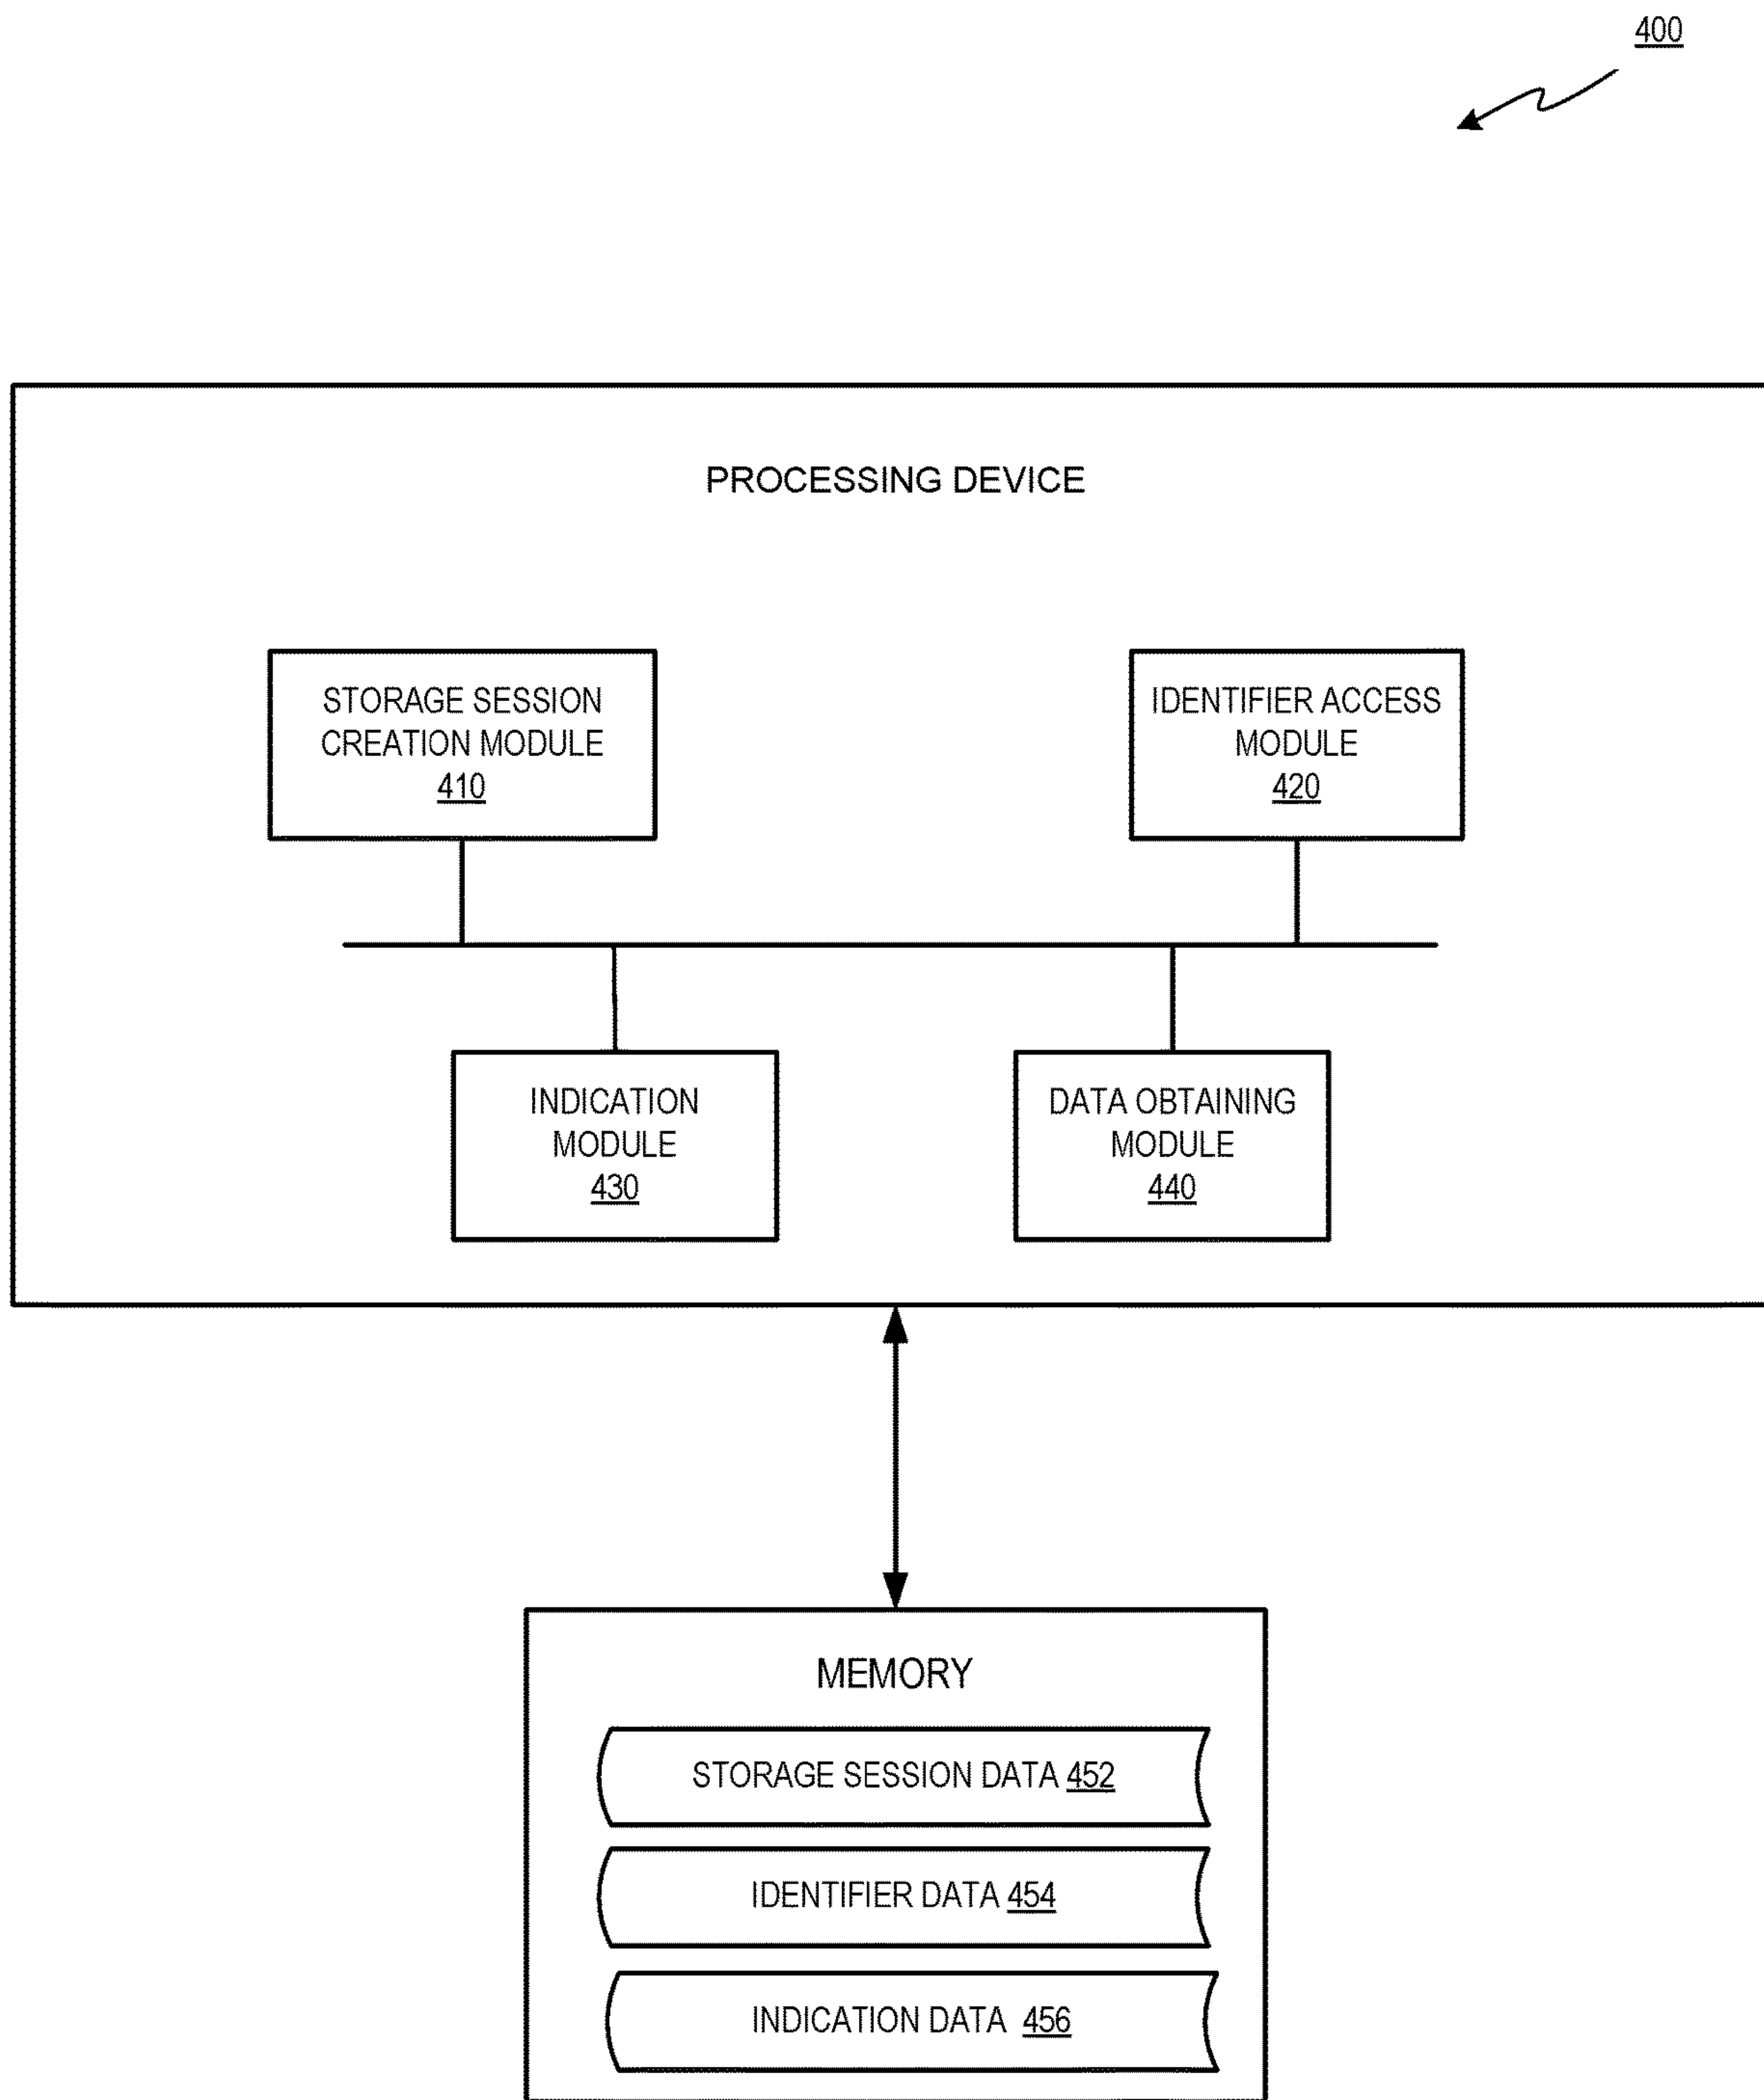 400
PROCESSING DEVICE
STORAGE SESSION
CREATION MODULE
410
IDENTIFIER ACCESS
MODULE
420
INDICATION
MODULE
430
DATA OBTAINING
MODULE
440
MEMORY
STORAGE SESSION DATA 452
IDENTIFIER DATA 454
INDICATION DATA 456